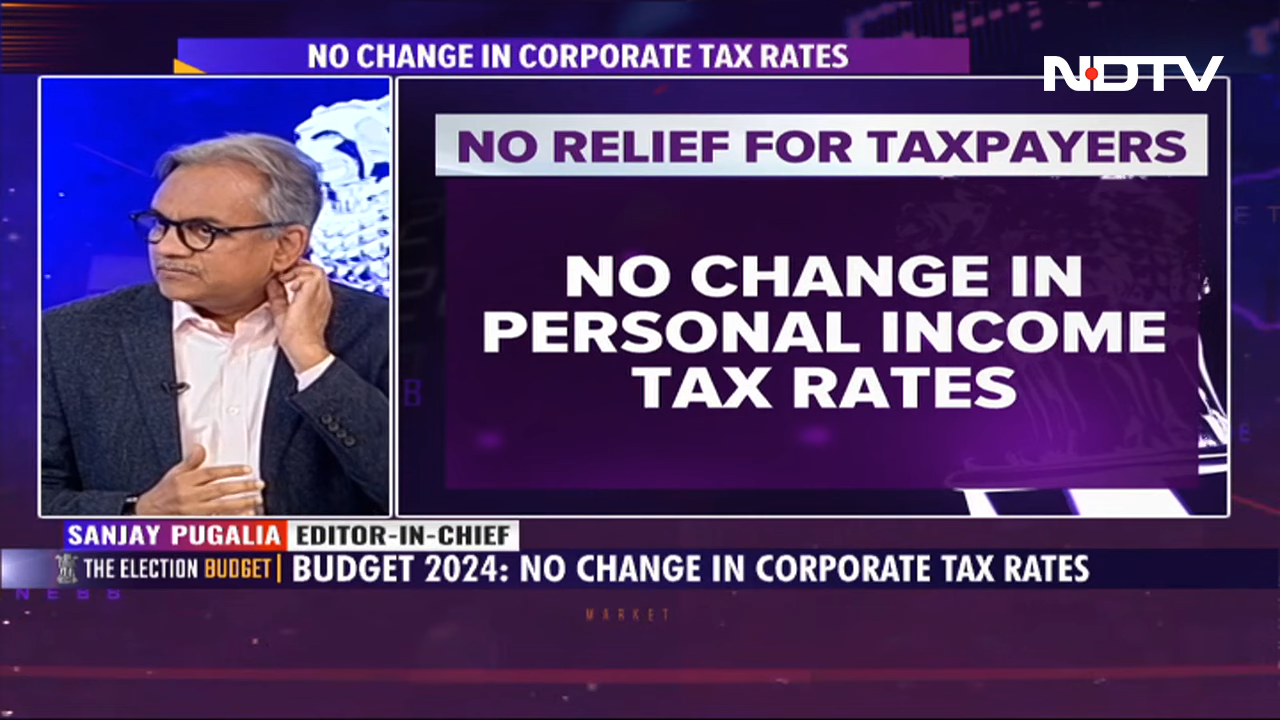 NO CHANGE IN CORPORATE TAX RATES
NDTV
NO RELIEF FOR TAXPAYERS
NO CHANGE IN
PERSONAL INCOME
TAX RATES
SANJAY PUGALIA EDITOR-IN-CHIEF
THE ELECTION BUDGET BUDGET 2024: NO CHANGE IN CORPORATE TAX RATES
MARKET